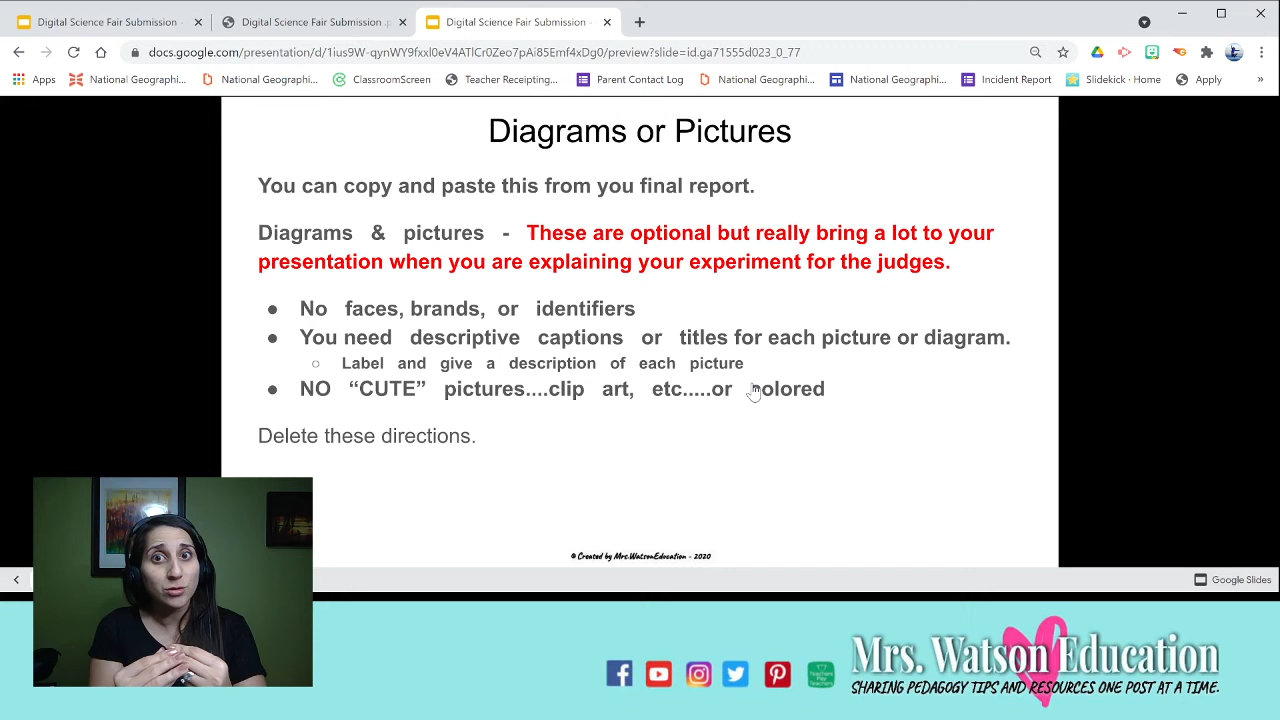 Digital Science Fair Submission -
Digital Science Fair Submission .p
Digital Science Fair Submission -
docs.google.com/presentation/d/1ius9W-qynWY9fxxl0eV4ATlCr0Zeo7pAi85Emf4xDg0/preview?slide=id.ga71555d023_0_77
Apps National Geographi... National Geographi... ClassroomScreen Teacher Receipting... Parent Contact Log National Geographi... National Geographi... Incident Report Slidekick · Home Apply »
Diagrams or Pictures
You can copy and paste this from you final report.
Diagrams & pictures - These are optional but really bring a lot to your
presentation when you are explaining your experiment for the judges.
● No faces, brands, or identifiers
● You need descriptive captions or titles for each picture or diagram.
○ Label and give a description of each picture
● NO “CUTE” pictures....clip art, etc.....or colored
Delete these directions.
© Created by Mrs.WatsonEducation - 2020
Google Slides
Mrs. Watson Education
SHARING PEDAGOGY TIPS AND RESOURCES ONE POST AT A TIME.
TEACHERS
PAY
TEACHERS